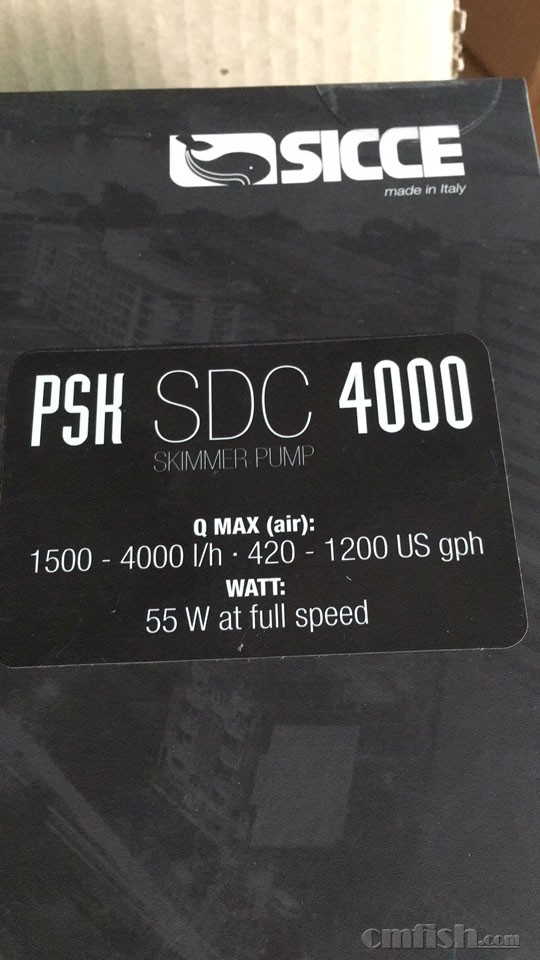 SICCE
made in Italy
PSK SDC 4000
SKIMMER PUMP
Q MAX (air):
1500 - 4000 l/h · 420 - 1200 US gph
WATT:
55 W at full speed
cmfish.com